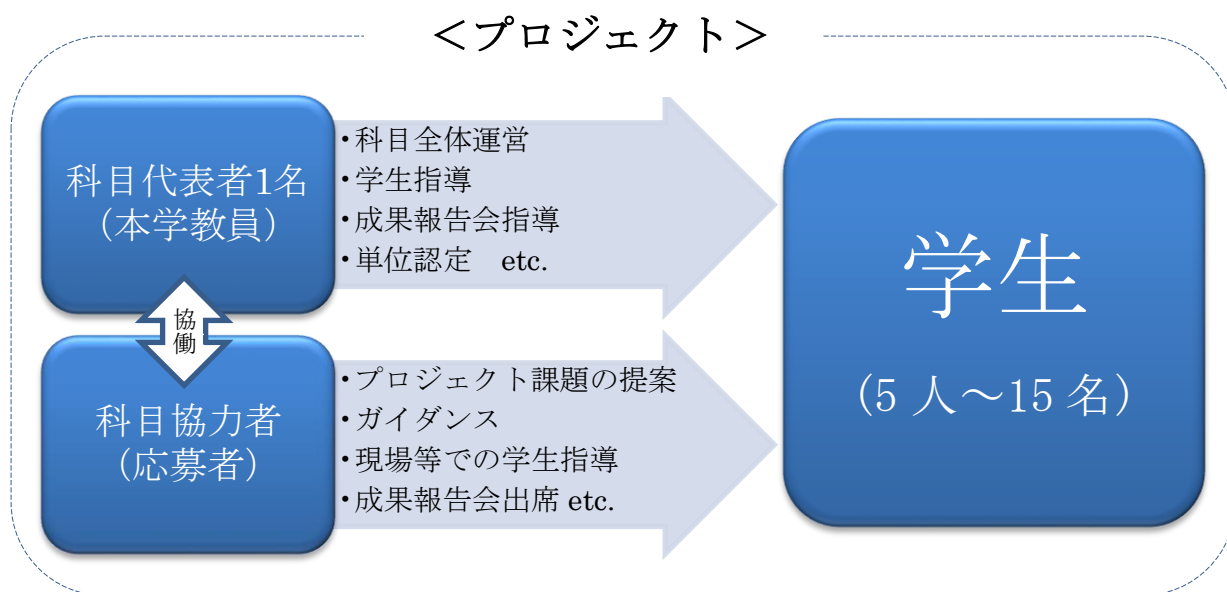 ＜プロジェクト＞
科目代表者1名
（本学教員）
・科目全体運営
・学生指導
・成果報告会指導
・単位認定　etc.
協
働
科目協力者
（応募者）
・プロジェクト課題の提案
・ガイダンス
・現場等での学生指導
・成果報告会出席 etc.
学生
（5 人～15 名）